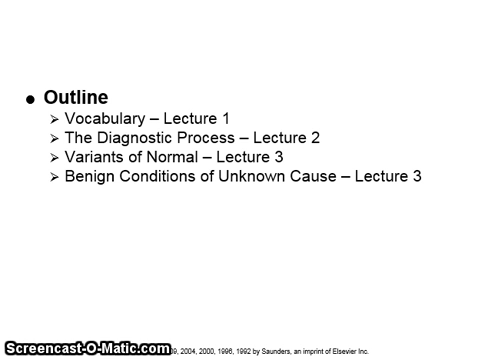 ● Outline
➢ Vocabulary – Lecture 1
➢ The Diagnostic Process – Lecture 2
➢ Variants of Normal – Lecture 3
➢ Benign Conditions of Unknown Cause – Lecture 3
Screencast-O-Matic.com 9, 2004, 2000, 1996, 1992 by Saunders, an imprint of Elsevier Inc.